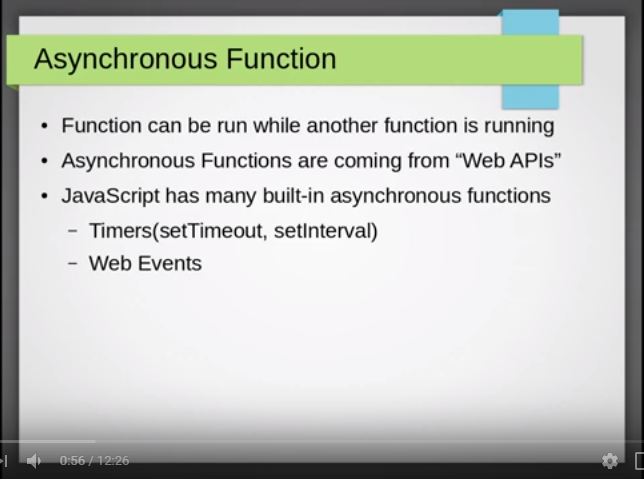 Asynchronous Function
• Function can be run while another function is running
• Asynchronous Functions are coming from “Web APIs”
• JavaScript has many built-in asynchronous functions
– Timers(setTimeout, setInterval)
– Web Events
0:56 / 12:26